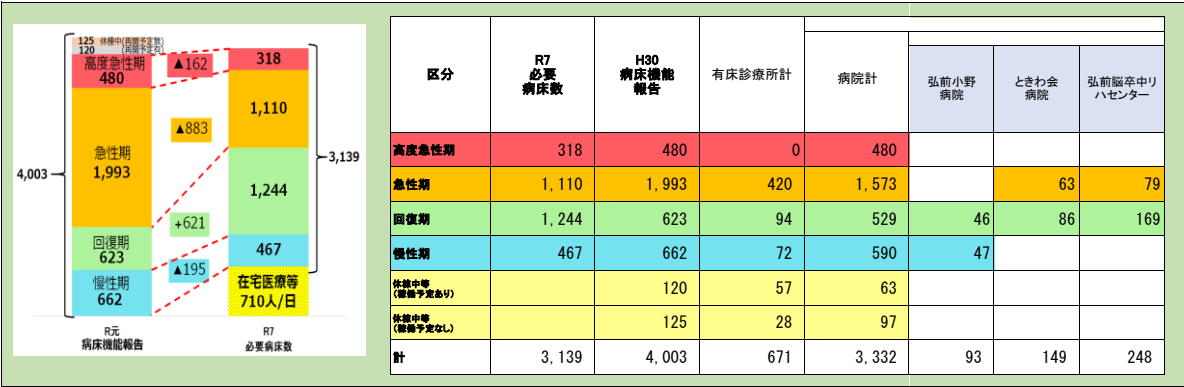 125 休棟中(再開予定無)
120 (再開予定有)
高度急性期
480
▲162
318
急性期
1,993
▲883
1,110
4,003
3,139
+621
1,244
回復期
623
慢性期
662
▲195
467
在宅医療等
710人/日
R元
病床機能報告
R7
必要病床数
区分
R7
必要
病床数
H30
病床機能
報告
有床診療所計
病院計
弘前小野
病院
ときわ会
病院
弘前脳卒中リ
ハセンター
高度急性期 318 480 0 480
急性期 1,110 1,993 420 1,573 63 79
回復期 1,244 623 94 529 46 86 169
慢性期 467 662 72 590 47
休棟中等
(稼働予定あり) 120 57 63
休棟中等
(稼働予定なし) 125 28 97
計 3,139 4,003 671 3,332 93 149 248